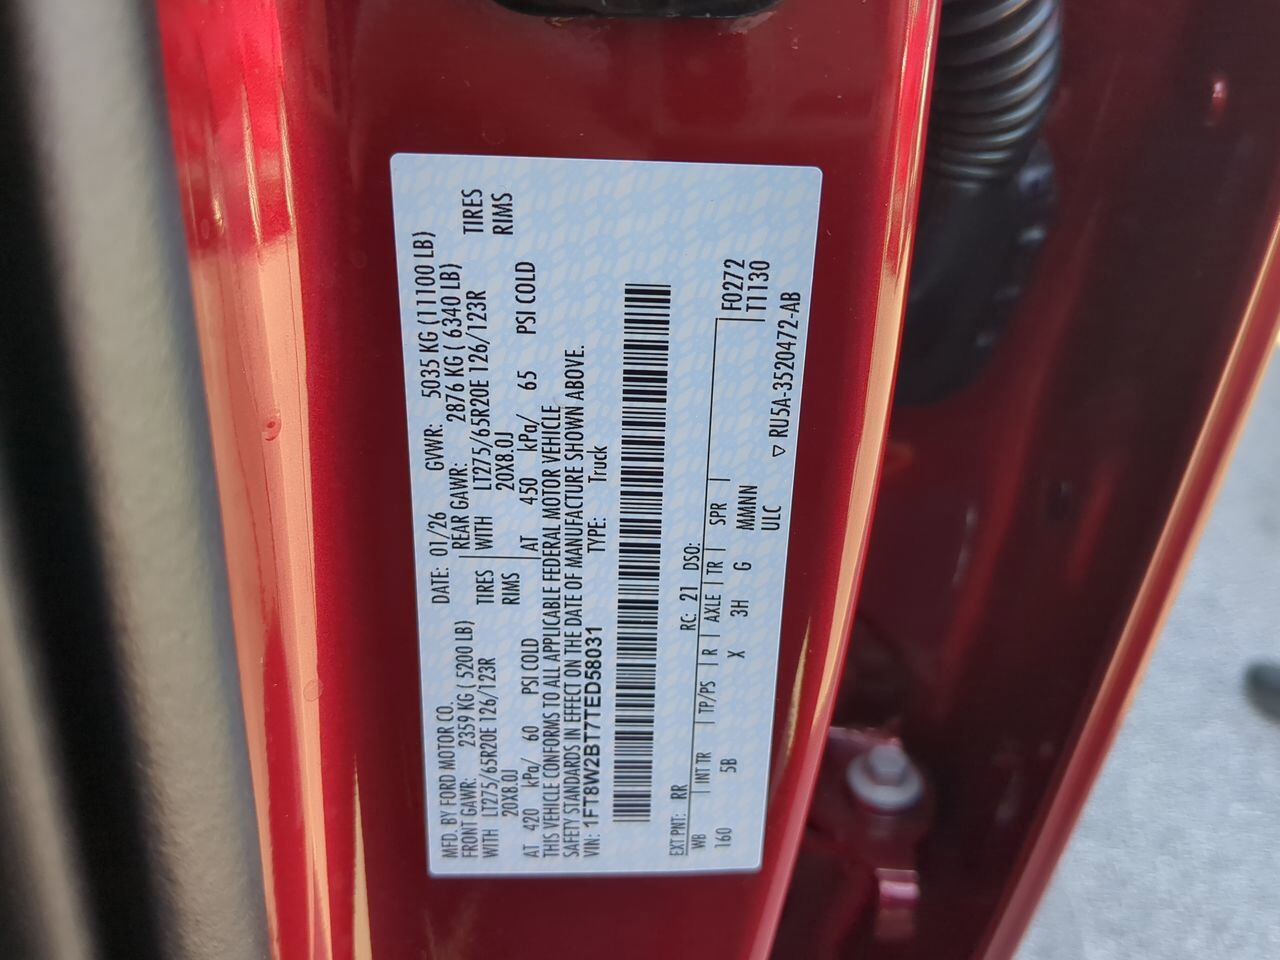 MFD. BY FORD MOTOR CO.
DATE: 01/26 GVWR: 5035 KG (11100 LB)
FRONT GAWR: 2359 KG ( 5200 LB) REAR GAWR: 2876 KG ( 6340 LB)
WITH LT275/65R20E 126/123R TIRES WITH LT275/65R20E 126/123R TIRES
20X8.0J RIMS 20X8.0J RIMS
AT 420 kPa/ 60 PSI COLD AT 450 kPa/ 65 PSI COLD
THIS VEHICLE CONFORMS TO ALL APPLICABLE FEDERAL MOTOR VEHICLE
SAFETY STANDARDS IN EFFECT ON THE DATE OF MANUFACTURE SHOWN ABOVE.
VIN: 1FT8W2BT7TED58031 TYPE: Truck
EXT PNT: RR RC: 21 DSO:
WB INT TR TP/PS R AXLE TR SPR F0272
160 5B X 3H G MMNN T1130
ULC
▽ RU5A-3520472-AB